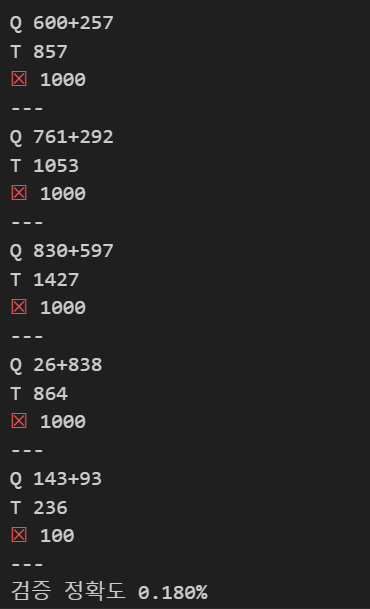 Q 600+257
T 857
☒ 1000
---
Q 761+292
T 1053
☒ 1000
---
Q 830+597
T 1427
☒ 1000
---
Q 26+838
T 864
☒ 1000
---
Q 143+93
T 236
☒ 100
---
검증 정확도 0.180%